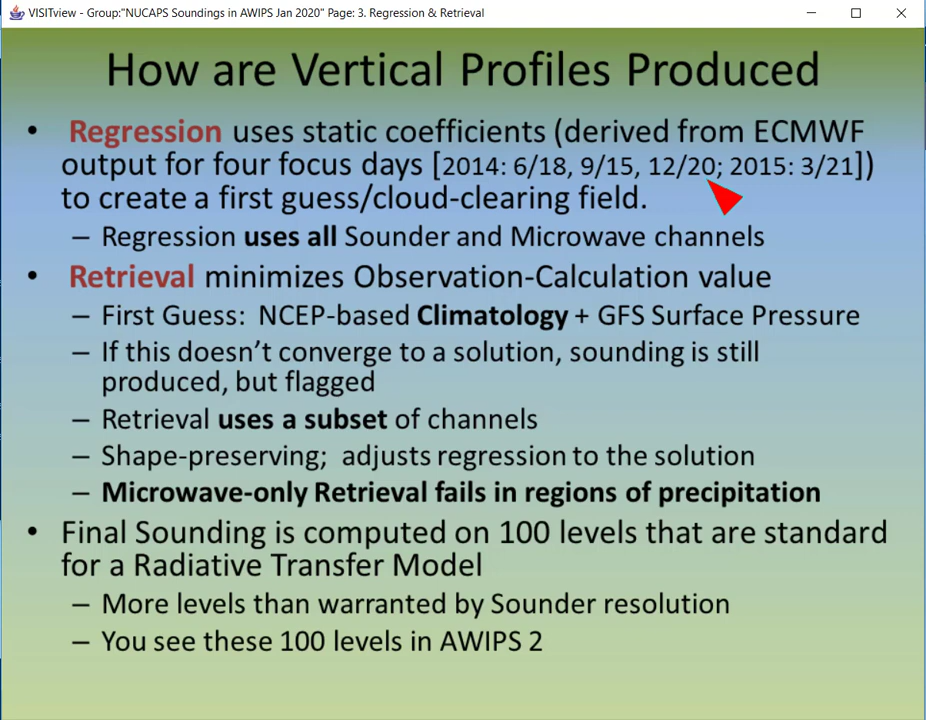 VISITview - Group:"NUCAPS Soundings in AWIPS Jan 2020" Page: 3. Regression & Retrieval
How are Vertical Profiles Produced
• Regression uses static coefficients (derived from ECMWF
output for four focus days [2014: 6/18, 9/15, 12/20; 2015: 3/21])
to create a first guess/cloud-clearing field.
– Regression uses all Sounder and Microwave channels
• Retrieval minimizes Observation-Calculation value
– First Guess: NCEP-based Climatology + GFS Surface Pressure
– If this doesn't converge to a solution, sounding is still
produced, but flagged
– Retrieval uses a subset of channels
– Shape-preserving; adjusts regression to the solution
– Microwave-only Retrieval fails in regions of precipitation
• Final Sounding is computed on 100 levels that are standard
for a Radiative Transfer Model
– More levels than warranted by Sounder resolution
– You see these 100 levels in AWIPS 2